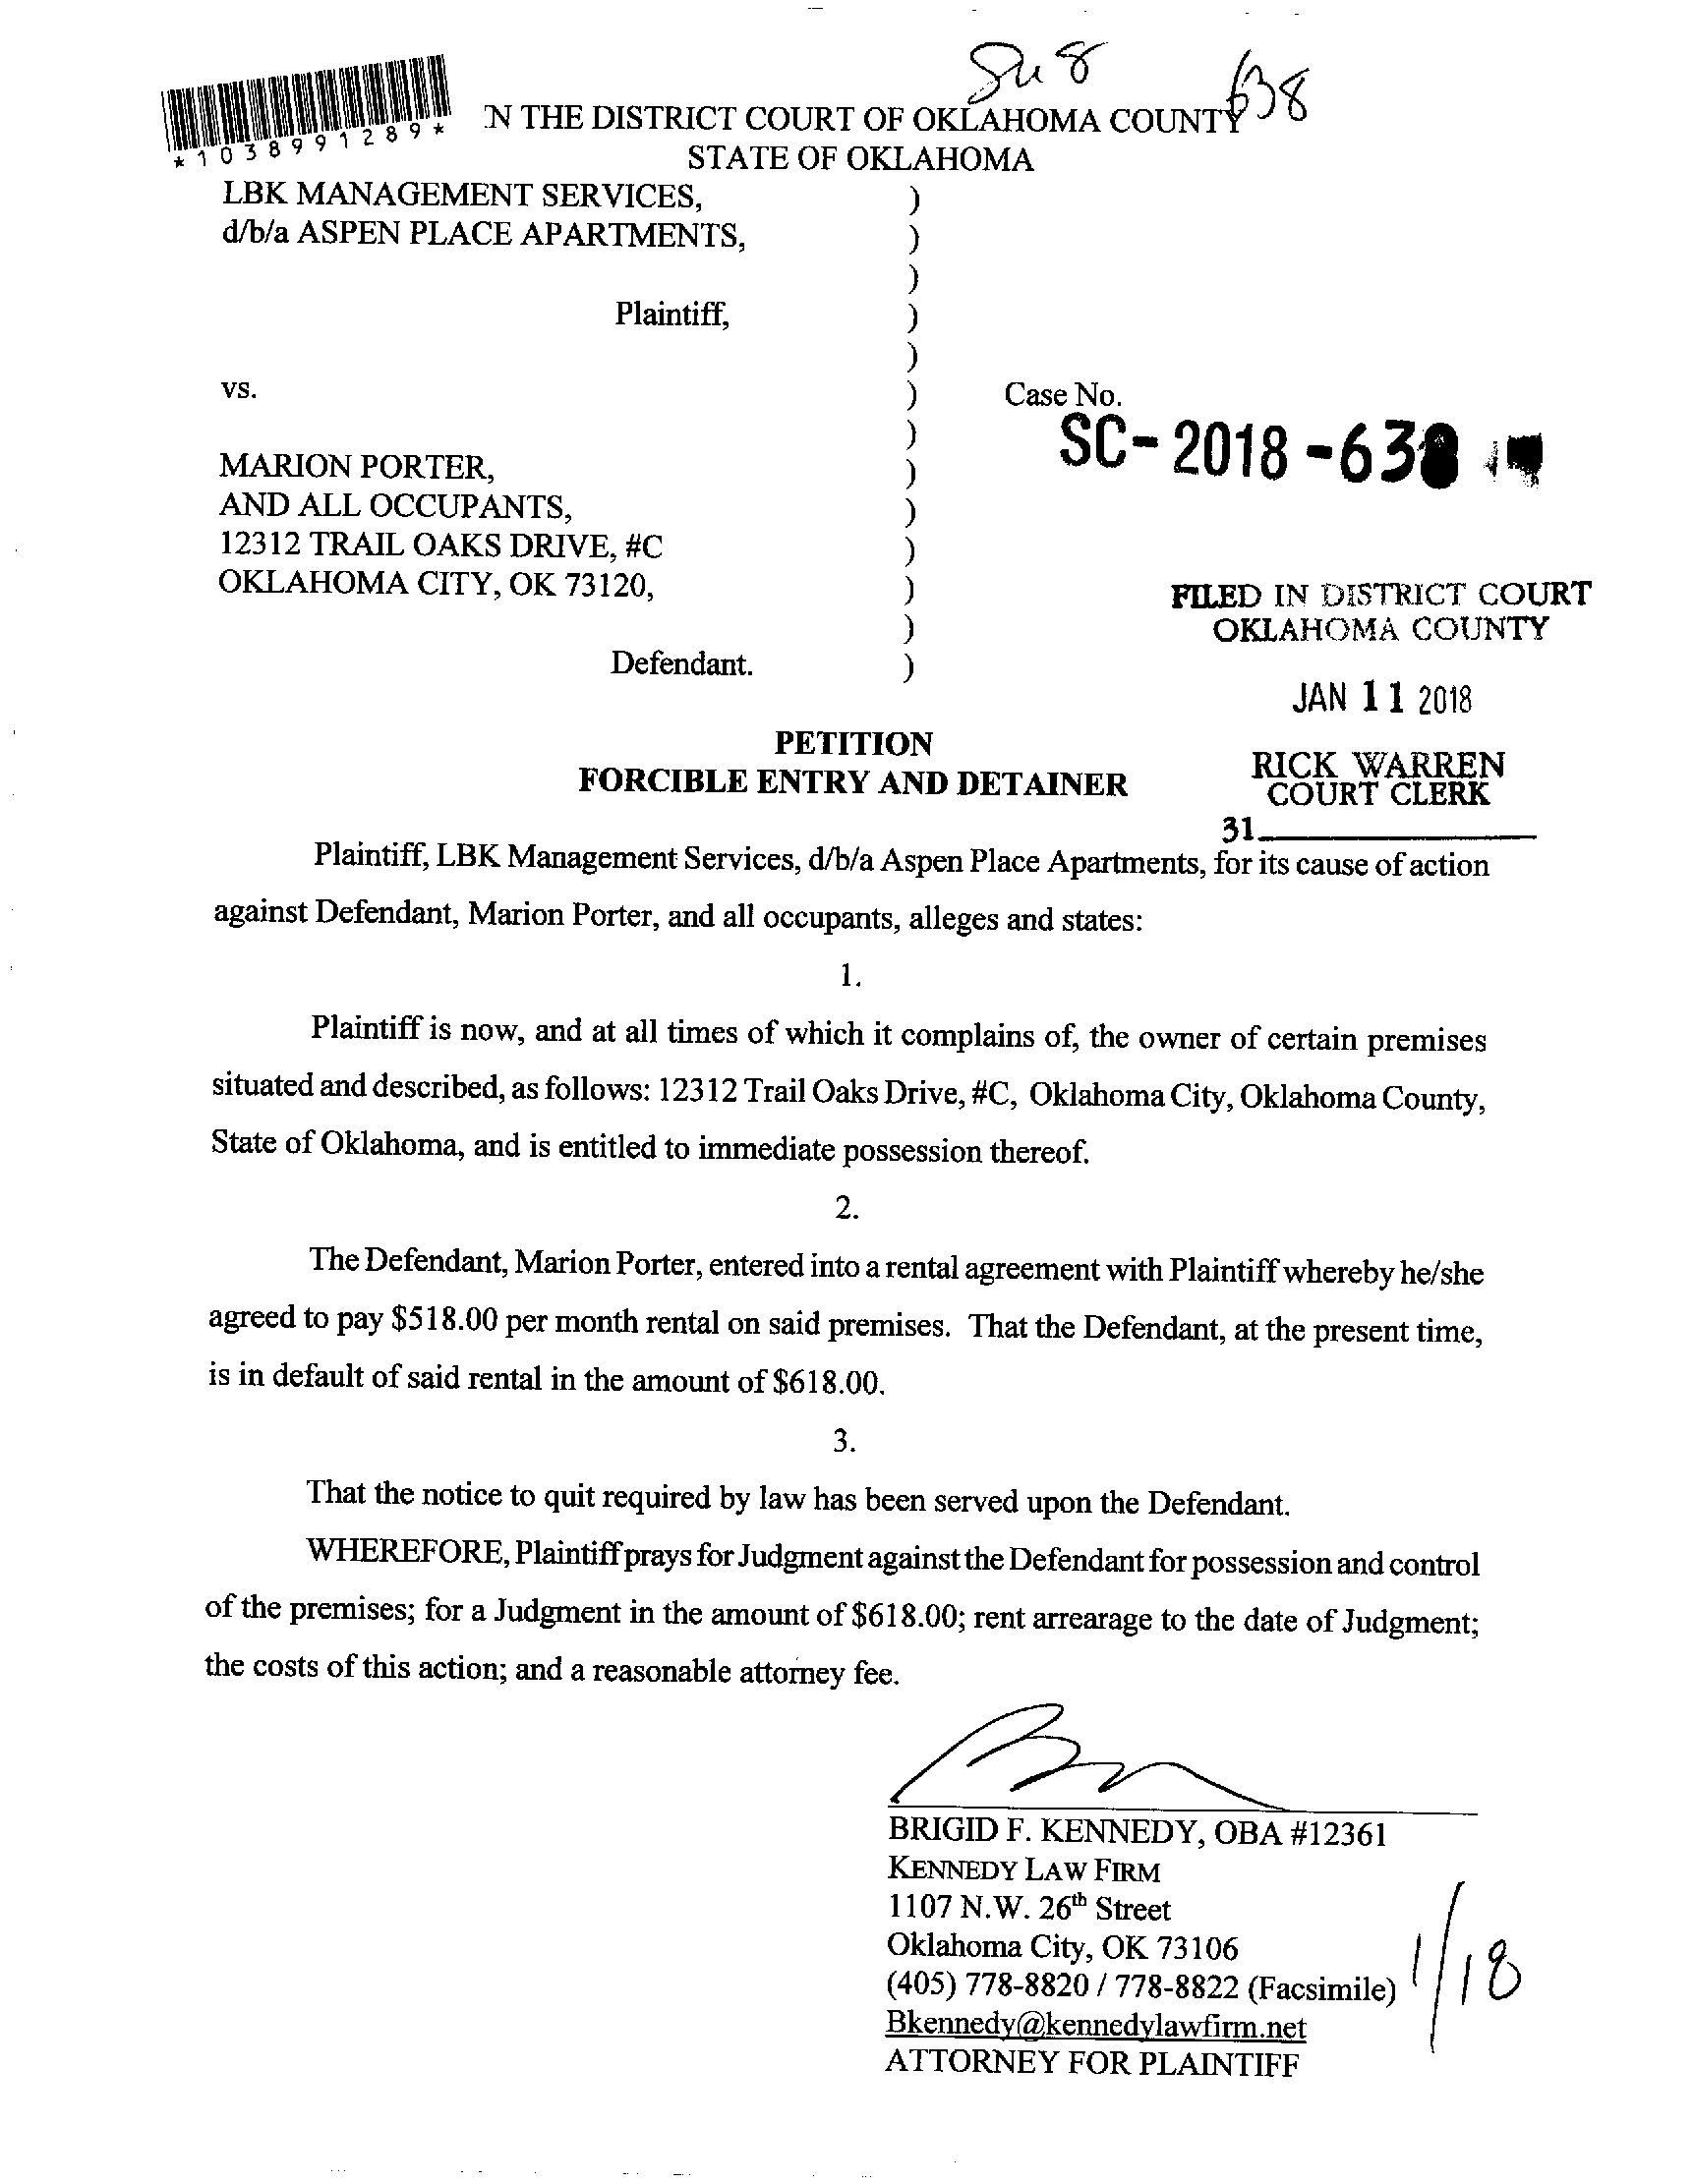 638
*1038991289*
IN THE DISTRICT COURT OF OKLAHOMA COUNTY
STATE OF OKLAHOMA
LBK MANAGEMENT SERVICES, )
d/b/a ASPEN PLACE APARTMENTS, )
)
Plaintiff, )
)
vs. ) Case No.
) SC-2018-638
MARION PORTER, )
AND ALL OCCUPANTS, )
12312 TRAIL OAKS DRIVE, #C )
OKLAHOMA CITY, OK 73120, )
)
Defendant. )
FILED IN DISTRICT COURT
OKLAHOMA COUNTY
JAN 11 2018
RICK WARREN
COURT CLERK
31
PETITION
FORCIBLE ENTRY AND DETAINER
Plaintiff, LBK Management Services, d/b/a Aspen Place Apartments, for its cause of action
against Defendant, Marion Porter, and all occupants, alleges and states:
1.
Plaintiff is now, and at all times of which it complains of, the owner of certain premises
situated and described, as follows: 12312 Trail Oaks Drive, #C, Oklahoma City, Oklahoma County,
State of Oklahoma, and is entitled to immediate possession thereof.
2.
The Defendant, Marion Porter, entered into a rental agreement with Plaintiff whereby he/she
agreed to pay $518.00 per month rental on said premises. That the Defendant, at the present time,
is in default of said rental in the amount of $618.00.
3.
That the notice to quit required by law has been served upon the Defendant.
WHEREFORE, Plaintiff prays for Judgment against the Defendant for possession and control
of the premises; for a Judgment in the amount of $618.00; rent arrearage to the date of Judgment;
the costs of this action; and a reasonable attorney fee.
BRIGID F. KENNEDY, OBA #12361
KENNEDY LAW FIRM
1107 N.W. 26th Street
Oklahoma City, OK 73106
(405) 778-8820 / 778-8822 (Facsimile)
Bkennedy@kennedylawfirm.net
ATTORNEY FOR PLAINTIFF
1/18